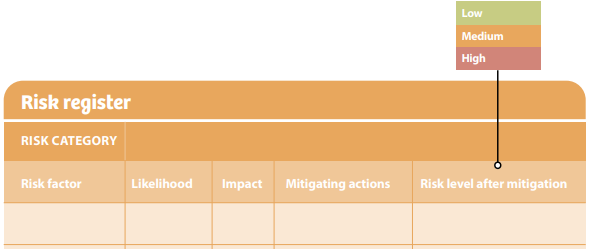 Low
Medium
High
Risk register
RISK CATEGORY
Risk factor Likelihood Impact Mitigating actions Risk level after mitigation